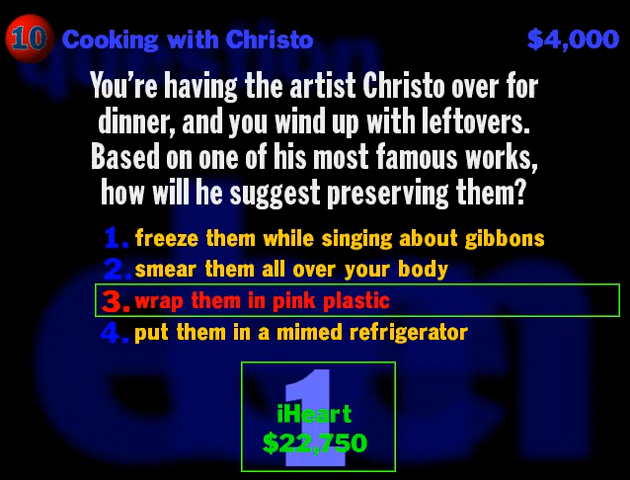 10 Cooking with Christo $4,000
You're having the artist Christo over for
dinner, and you wind up with leftovers.
Based on one of his most famous works,
how will he suggest preserving them?
1. freeze them while singing about gibbons
2. smear them all over your body
3. wrap them in pink plastic
4. put them in a mimed refrigerator
1
iHeart
$22,750
question